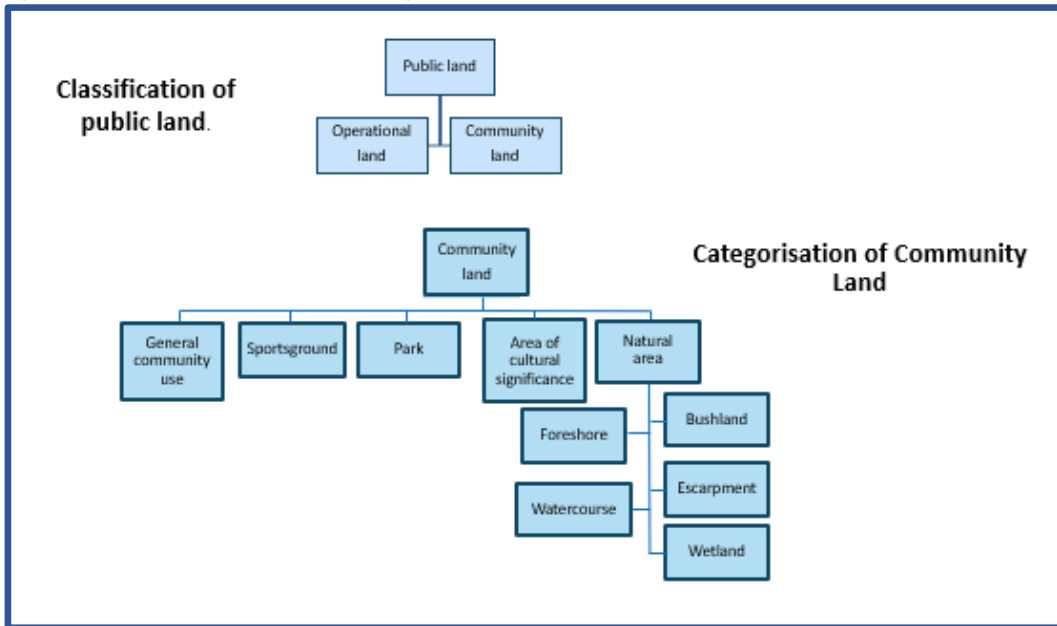 Classification of
public land.
Public land
Operational
land
Community
land
Categorisation of Community
Land
Community
land
General
community
use
Sportsground
Park
Area of
cultural
significance
Natural
area
Foreshore
Bushland
Watercourse
Escarpment
Wetland